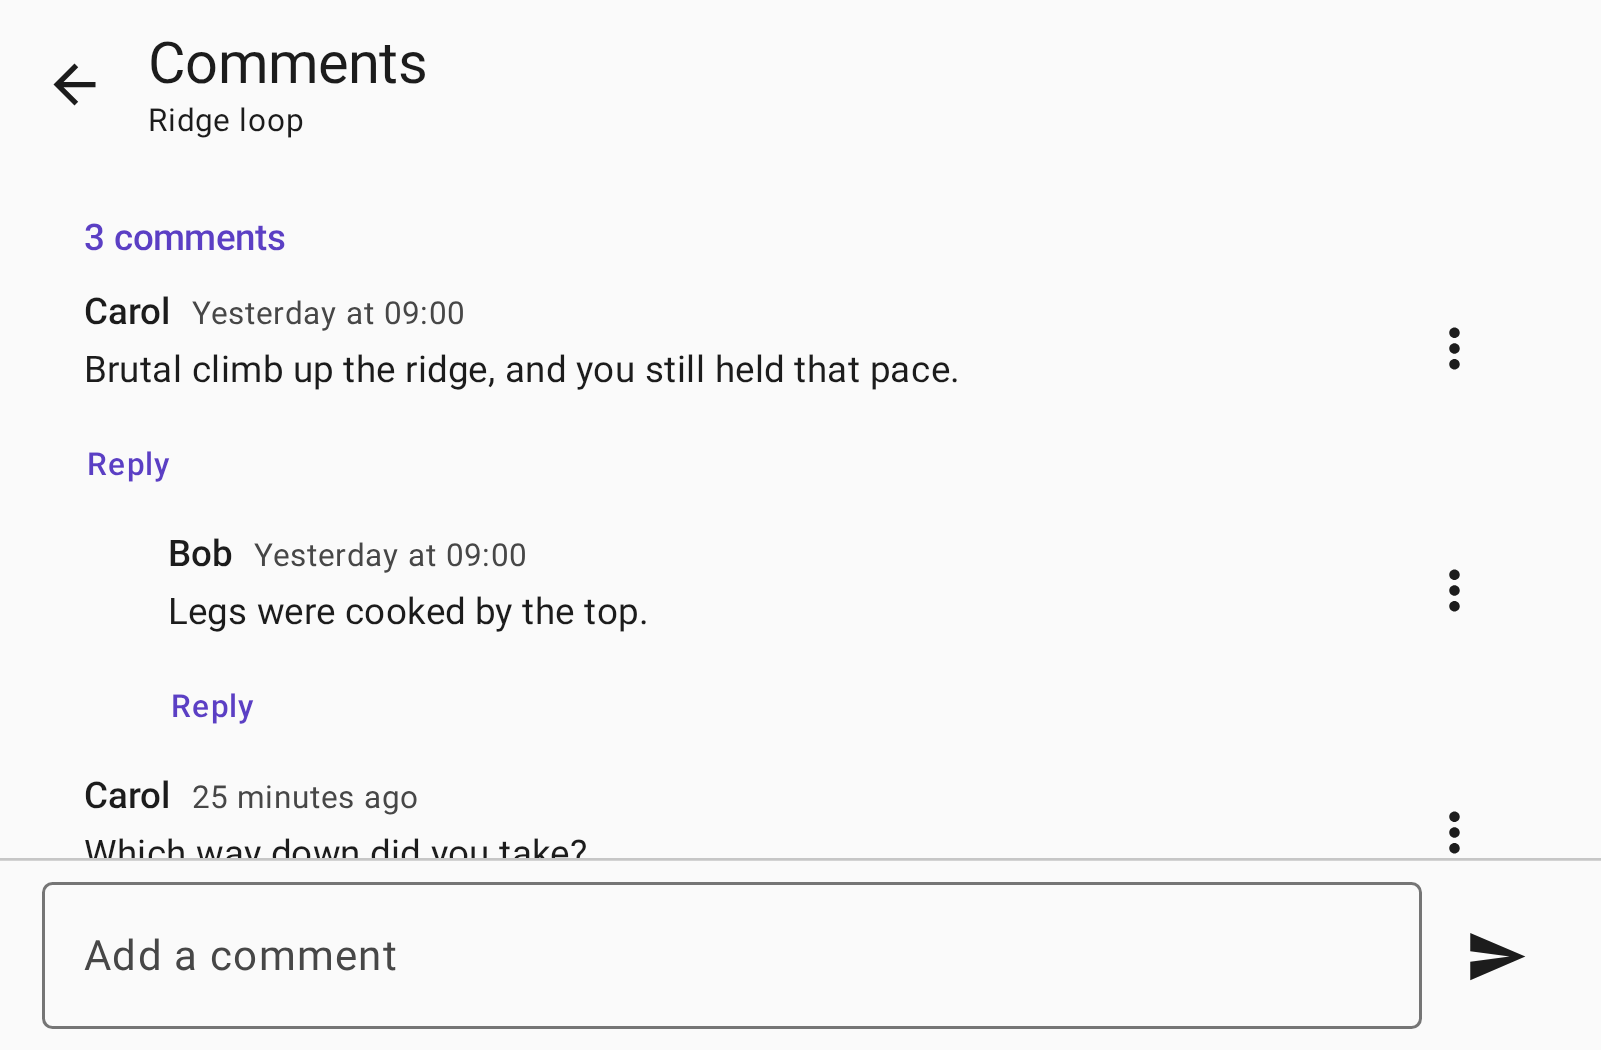 Comments
Ridge loop
3 comments
Carol Yesterday at 09:00
Brutal climb up the ridge, and you still held that pace.
Reply
Bob Yesterday at 09:00
Legs were cooked by the top.
Reply
Carol 25 minutes ago
Which way down did you take?
Add a comment